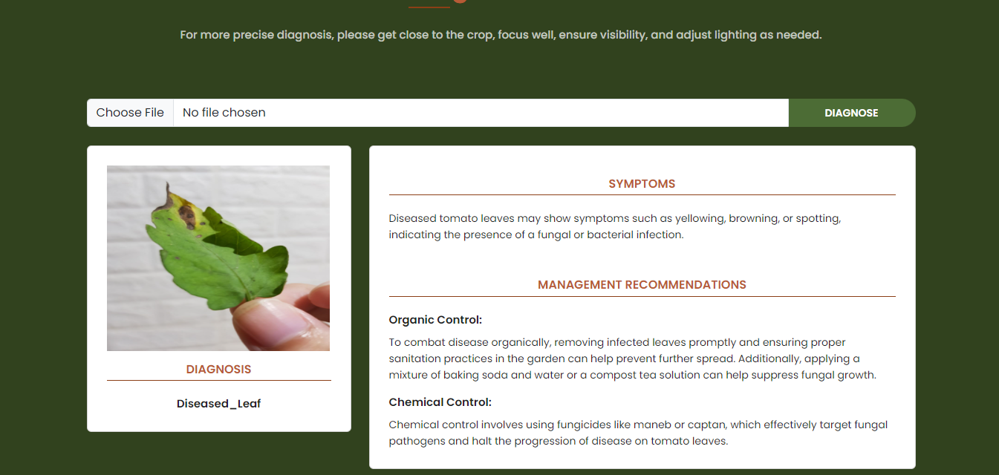 For more precise diagnosis, please get close to the crop, focus well, ensure visibility, and adjust lighting as needed.
Choose File No file chosen DIAGNOSE
DIAGNOSIS
Diseased_Leaf
SYMPTOMS
Diseased tomato leaves may show symptoms such as yellowing, browning, or spotting,
indicating the presence of a fungal or bacterial infection.
MANAGEMENT RECOMMENDATIONS
Organic Control:
To combat disease organically, removing infected leaves promptly and ensuring proper
sanitation practices in the garden can help prevent further spread. Additionally, applying a
mixture of baking soda and water or a compost tea solution can help suppress fungal growth.
Chemical Control:
Chemical control involves using fungicides like maneb or captan, which effectively target fungal
pathogens and halt the progression of disease on tomato leaves.